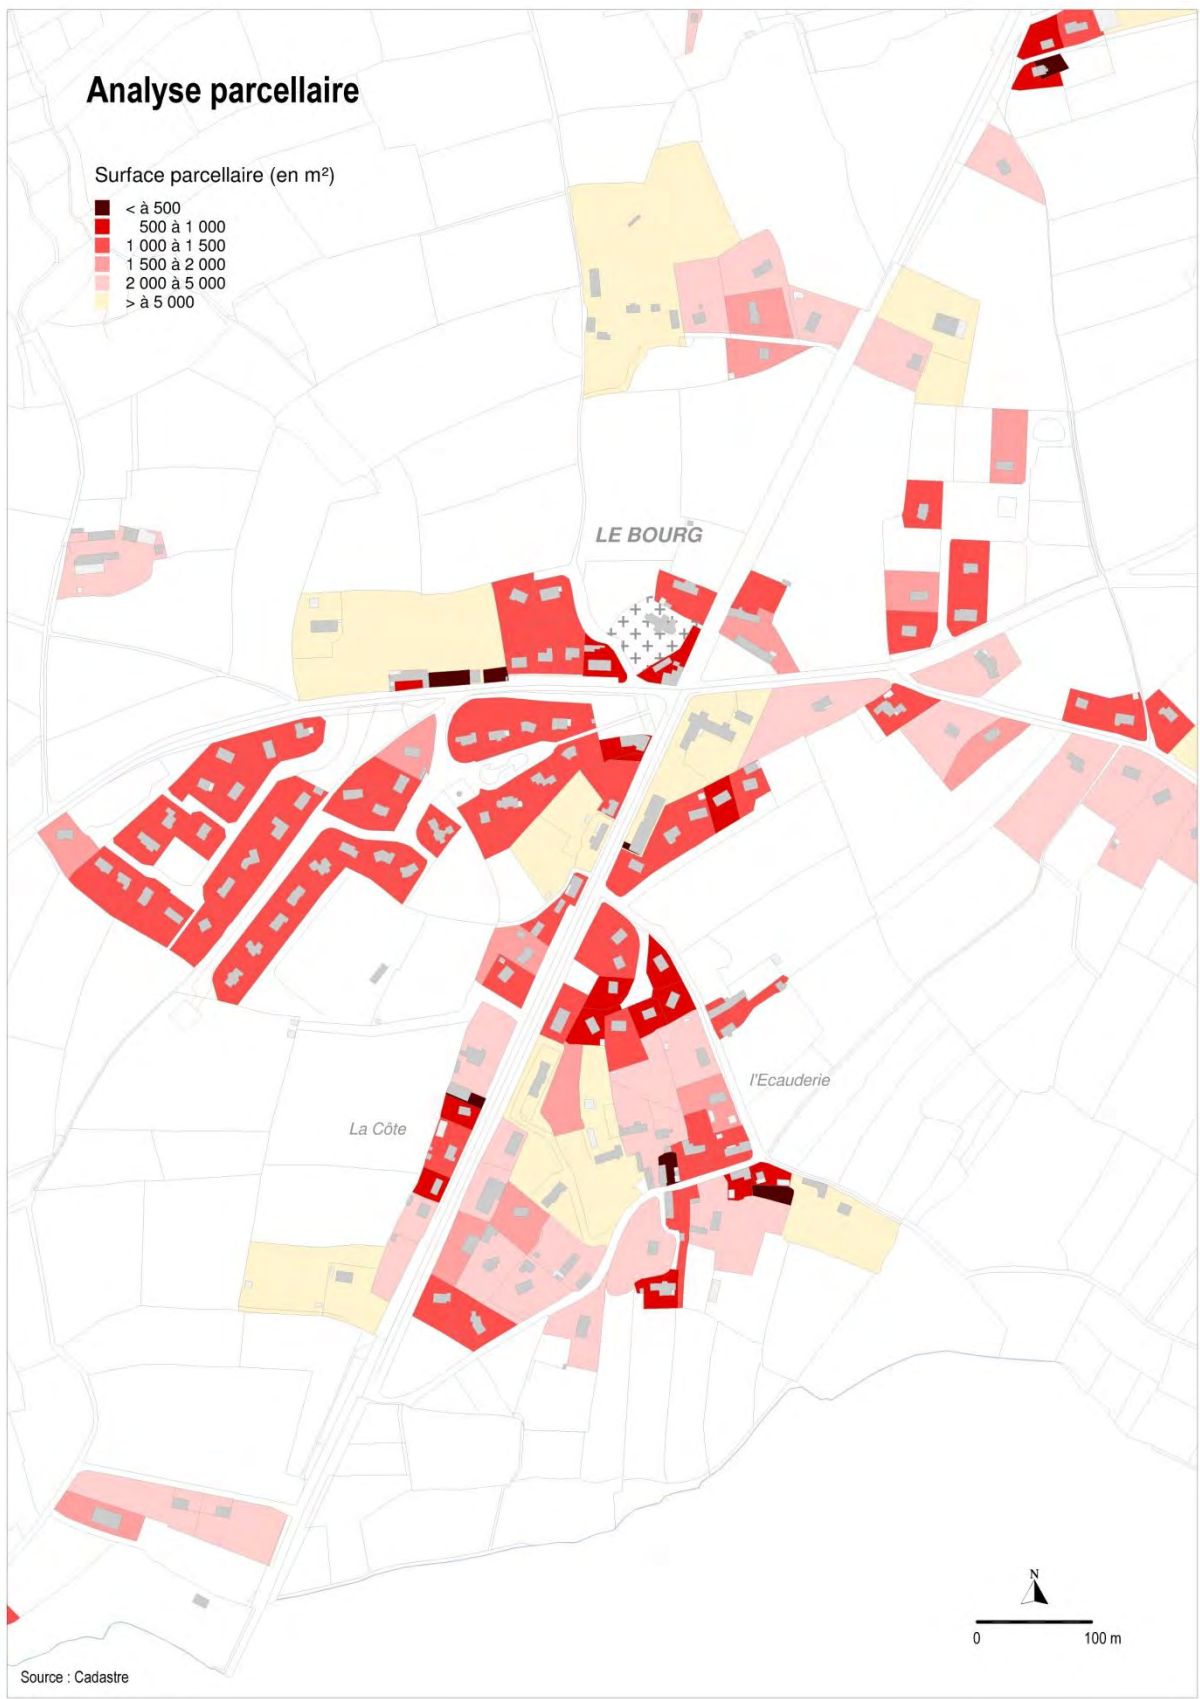 Analyse parcellaire
Surface parcellaire (en m²)
< à 500
500 à 1 000
1 000 à 1 500
1 500 à 2 000
2 000 à 5 000
> à 5 000
LE BOURG
l'Ecauderie
La Côte
N
0 100 m
Source : Cadastre